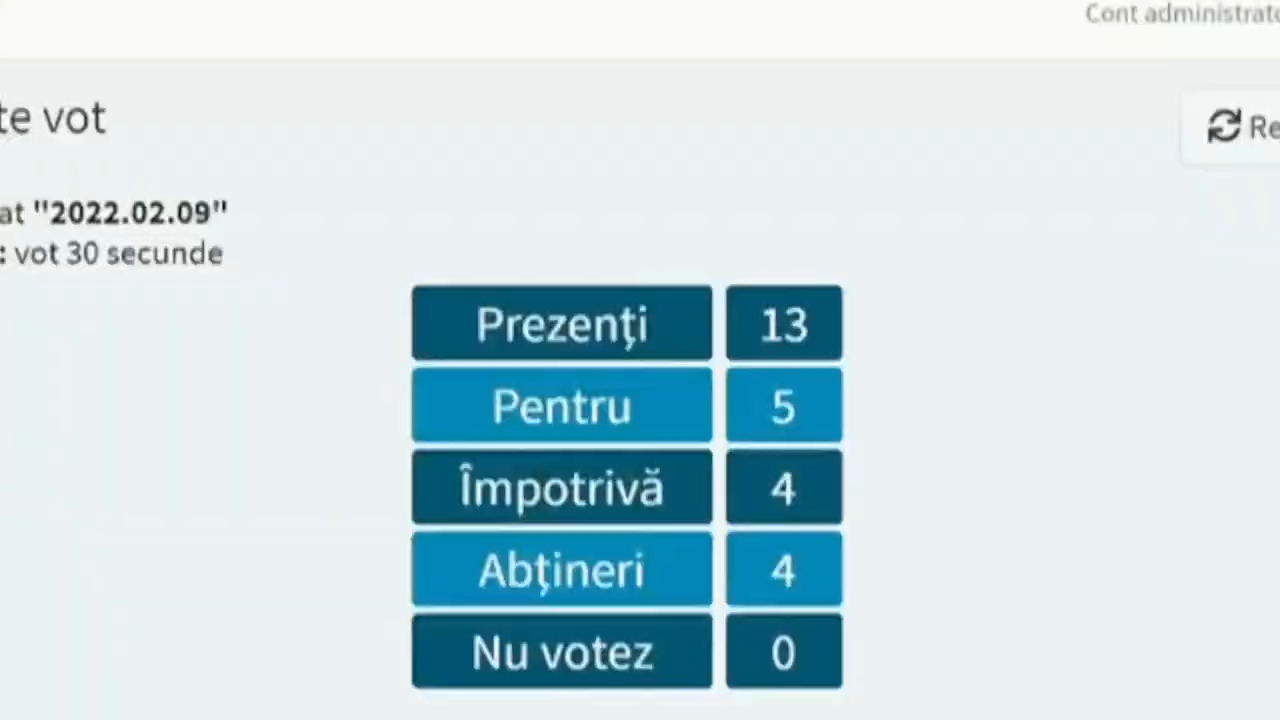 Cont administrat
te vot
Re
at "2022.02.09"
: vot 30 secunde
Prezenți 13
Pentru 5
Împotrivă 4
Abțineri 4
Nu votez 0